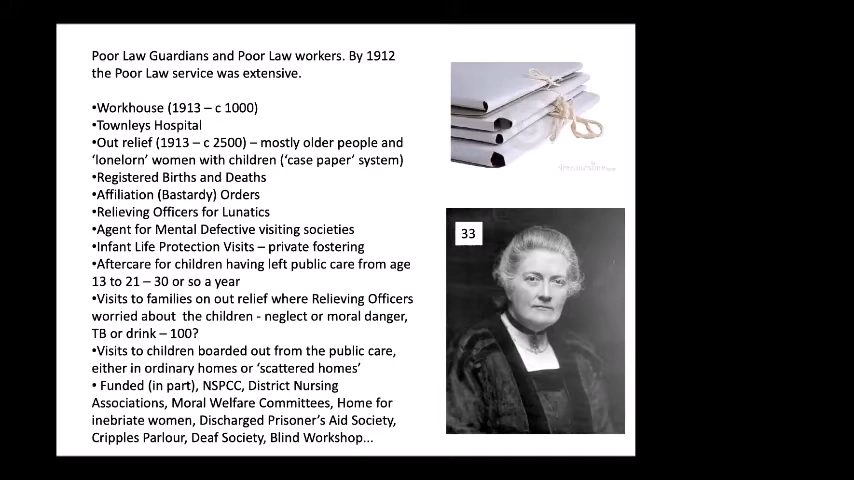 Poor Law Guardians and Poor Law workers. By 1912
the Poor Law service was extensive.
•Workhouse (1913 – c 1000)
•Townleys Hospital
•Out relief (1913 – c 2500) – mostly older people and
‘lonelorn’ women with children (‘case paper’ system)
•Registered Births and Deaths
•Affiliation (Bastardy) Orders
•Relieving Officers for Lunatics
•Agent for Mental Defective visiting societies
•Infant Life Protection Visits – private fostering
•Aftercare for children having left public care from age
13 to 21 – 30 or so a year
•Visits to families on out relief where Relieving Officers
worried about  the children - neglect or moral danger,
TB or drink – 100?
•Visits to children boarded out from the public care,
either in ordinary homes or ‘scattered homes’
• Funded (in part), NSPCC, District Nursing
Associations, Moral Welfare Committees, Home for
inebriate women, Discharged Prisoner’s Aid Society,
Cripples Parlour, Deaf Society, Blind Workshop...
33